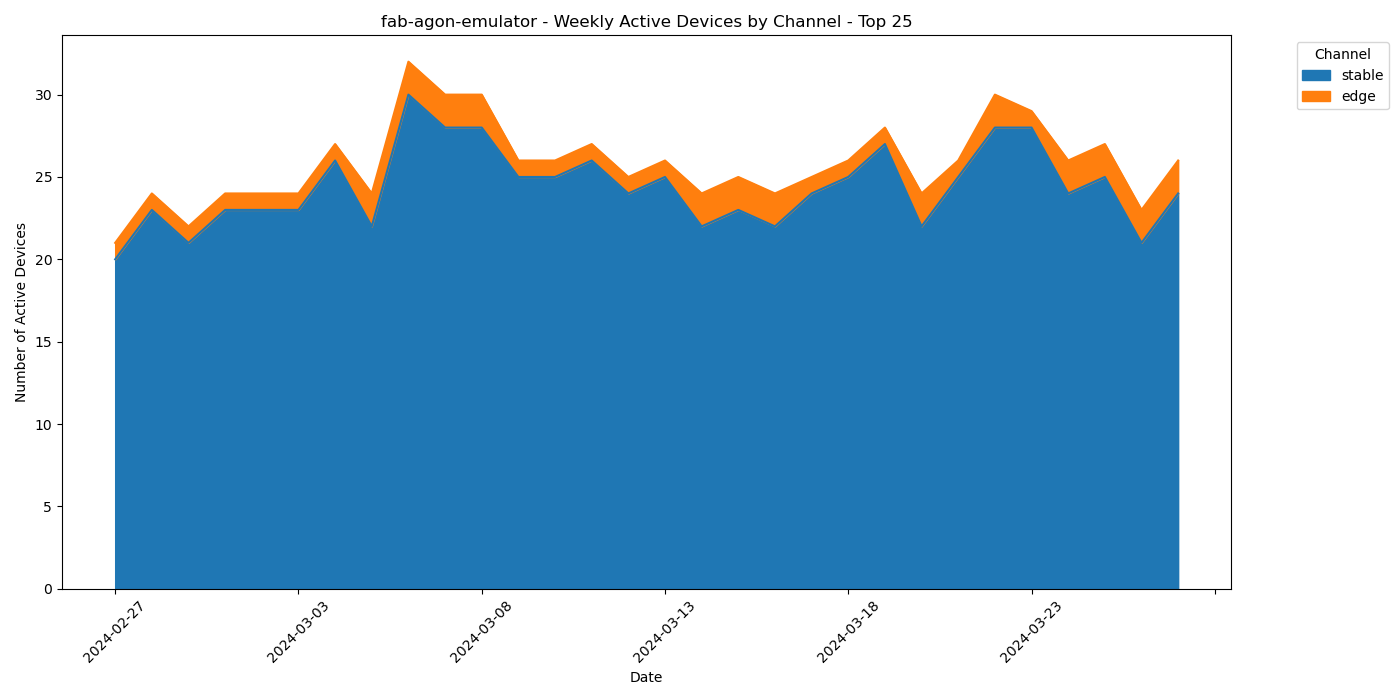 fab-agon-emulator - Weekly Active Devices by Channel - Top 25
Channel
stable
edge
Number of Active Devices
30
25
20
15
10
5
0
2024-02-27
2024-03-03
2024-03-08
2024-03-13
2024-03-18
2024-03-23
Date